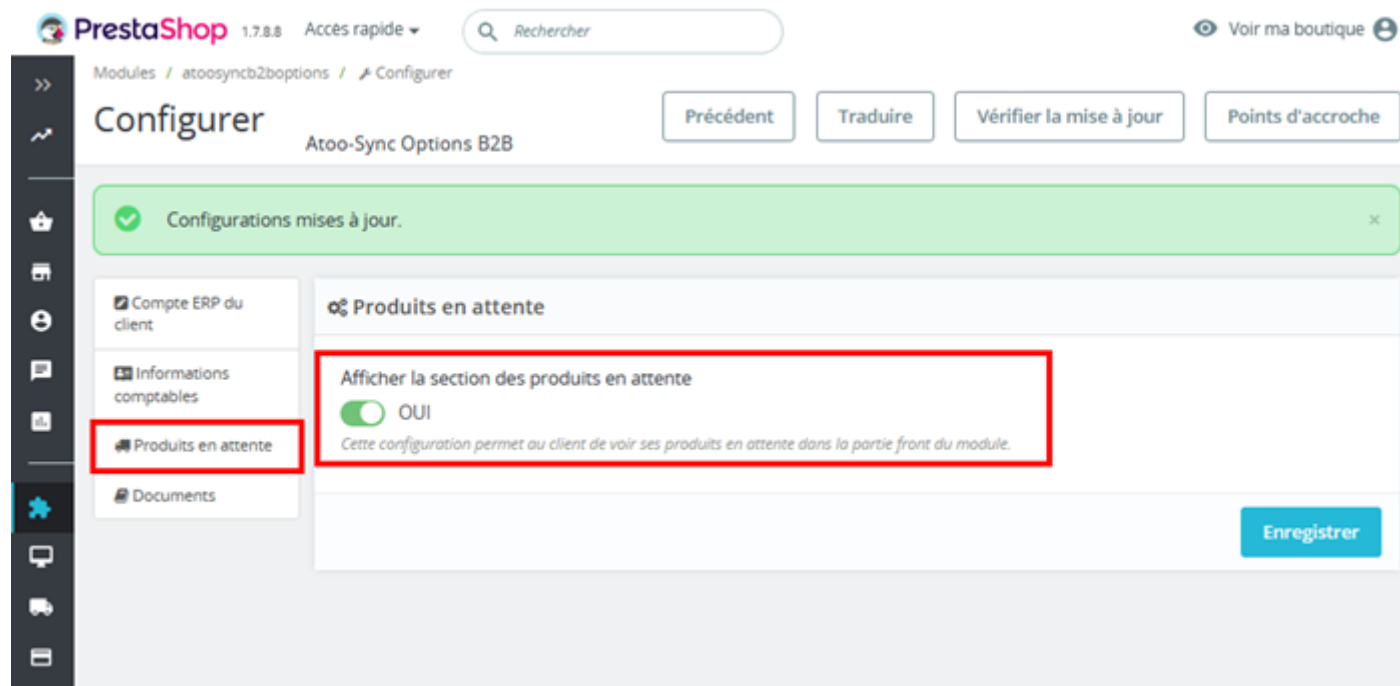 PrestaShop 1.7.8.8 Accès rapide Rechercher Voir ma boutique
Modules / atoosyncb2boptions / Configurer
Configurer
Atoo-Sync Options B2B
Précédent Traduire Vérifier la mise à jour Points d'accroche
Configurations mises à jour. ×
Compte ERP du
client
Informations
comptables
Produits en attente
Documents
Produits en attente
Afficher la section des produits en attente
OUI
Cette configuration permet au client de voir ses produits en attente dans la partie front du module.
Enregistrer